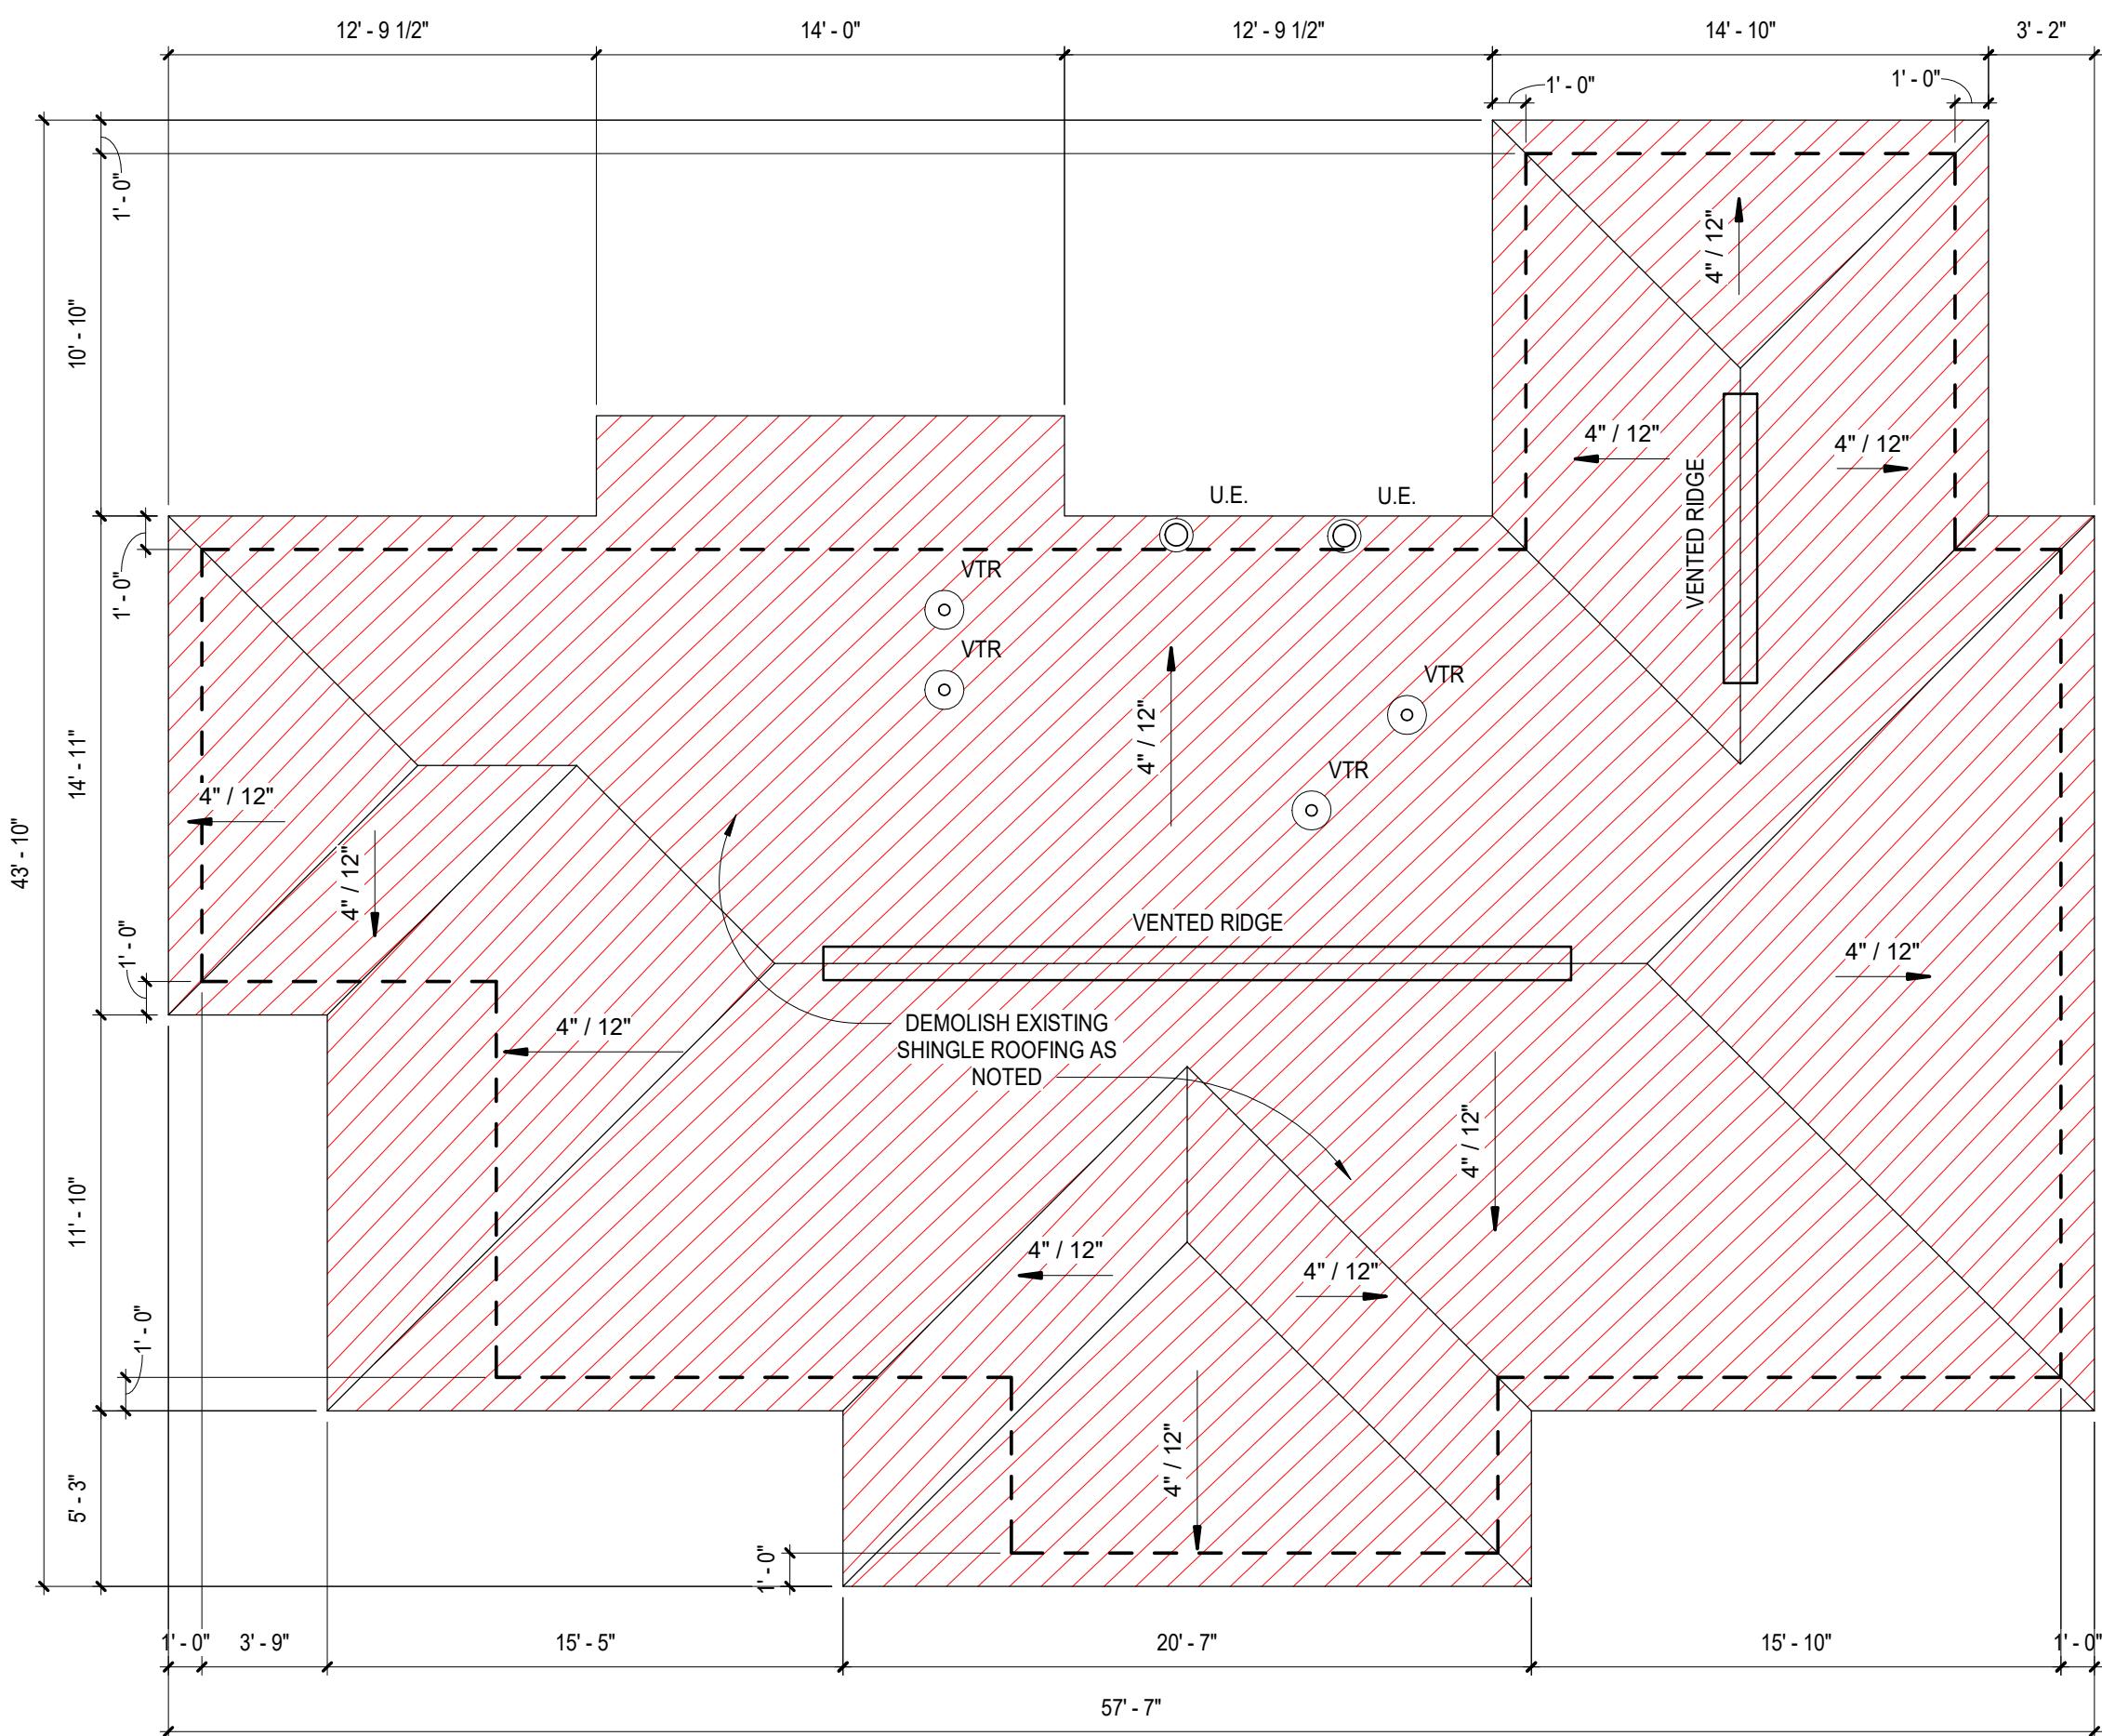 12' - 9 1/2"
14' - 0"
12' - 9 1/2"
14' - 10"
3' - 2"
1' - 0"
1' - 0"
1' - 0"
4" / 12"
10' - 10"
4" / 12"
4" / 12"
U.E.
U.E.
VENTED RIDGE
VTR
1' - 0"
VTR
VTR
4" / 12"
14' - 11"
VTR
4" / 12"
43' - 10"
4" / 12"
VENTED RIDGE
1' - 0"
4" / 12"
DEMOLISH EXISTING
SHINGLE ROOFING AS
NOTED
4" / 12"
4" / 12"
11' - 10"
4" / 12"
4" / 12"
1' - 0"
4" / 12"
5' - 3"
1' - 0"
1' - 0"
3' - 9"
15' - 5"
20' - 7"
15' - 10"
1' - 0"
57' - 7"